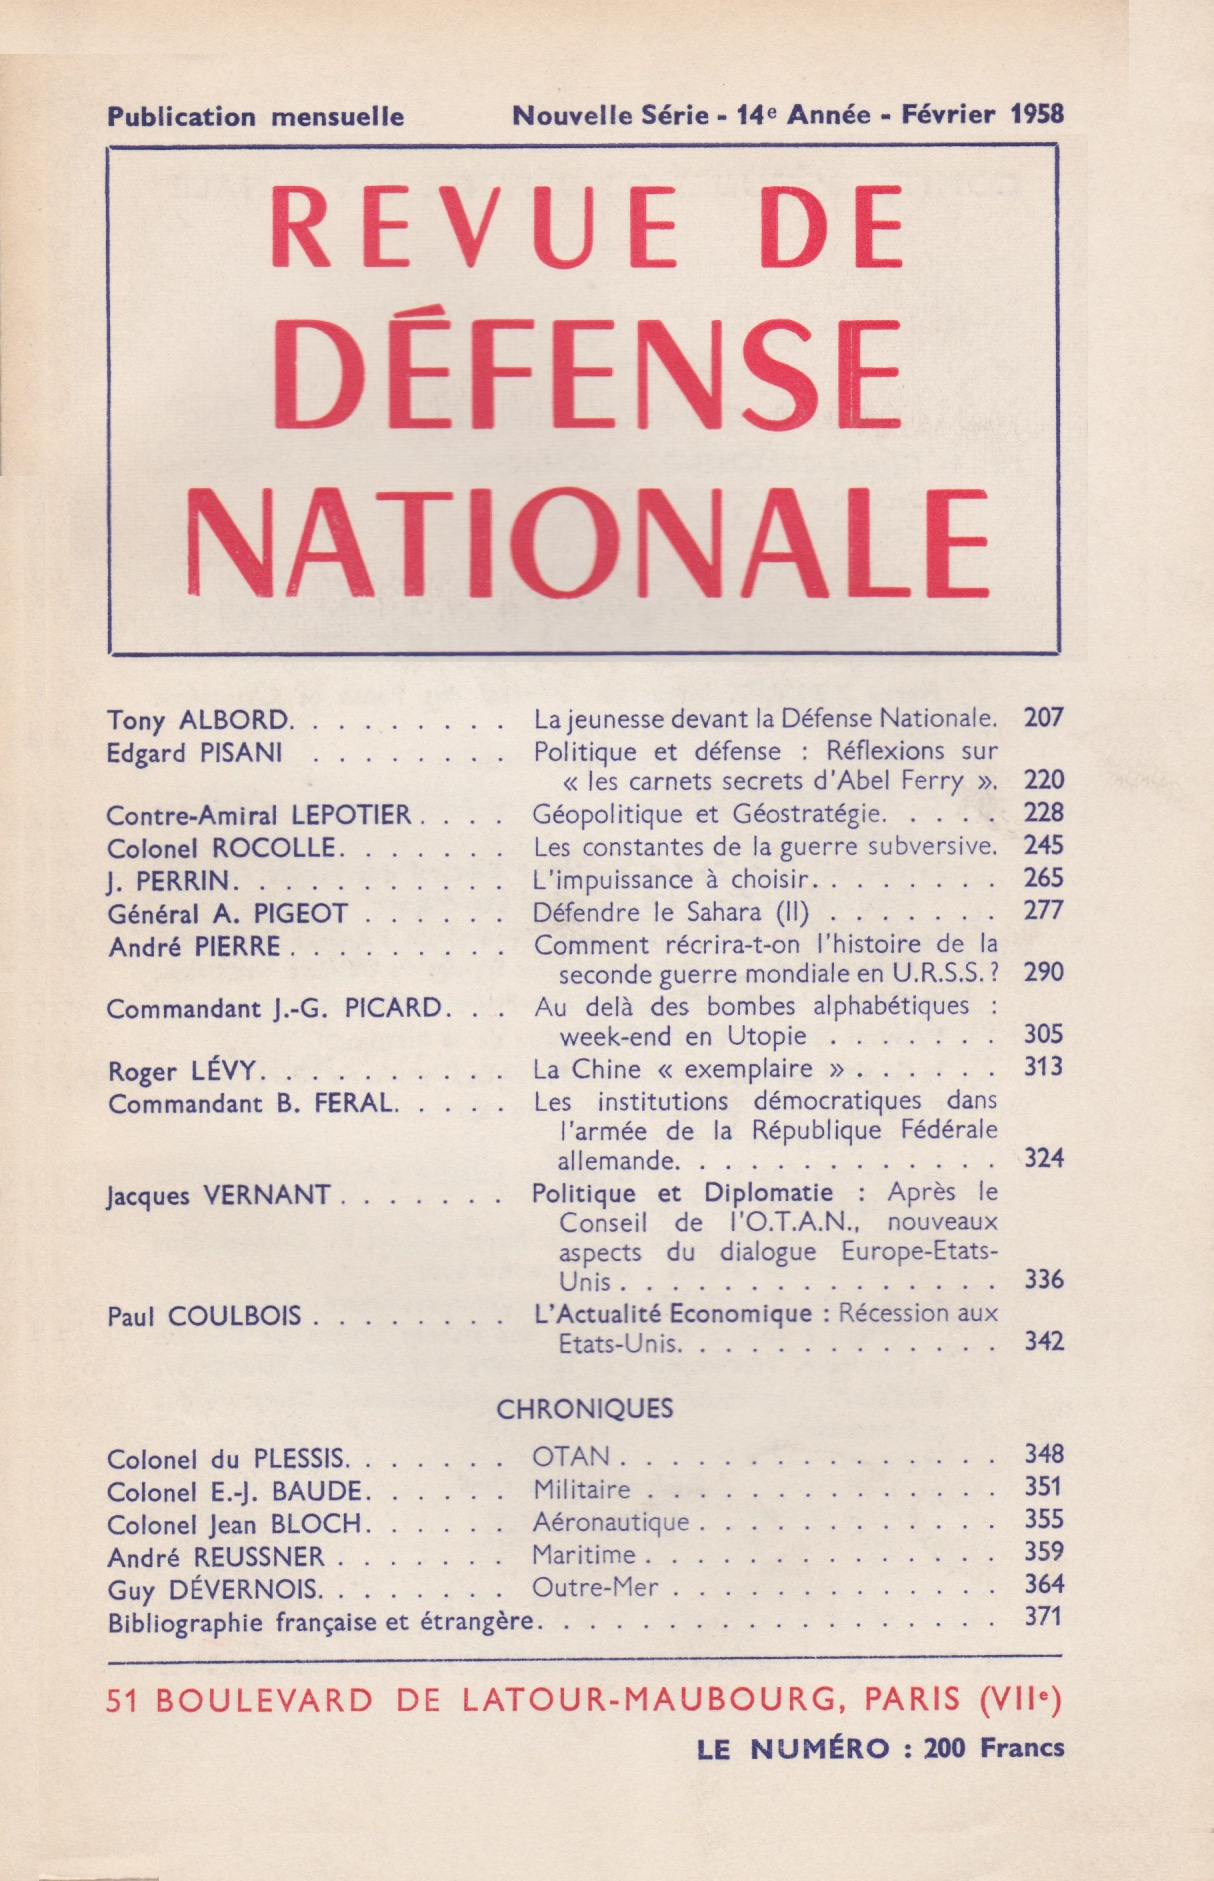 Publication mensuelle Nouvelle Série - 14e Année - Février 1958
REVUE DE
DÉFENSE
NATIONALE
Tony ALBORD. . . . . . . . . La jeunesse devant la Défense Nationale. 207
Edgard PISANI . . . . . . . . Politique et défense : Réflexions sur
« les carnets secrets d'Abel Ferry ». 220
Contre-Amiral LEPOTIER . . . . Géopolitique et Géostratégie. . . . . 228
Colonel ROCOLLE. . . . . . . Les constantes de la guerre subversive. 245
J. PERRIN. . . . . . . . . . . L'impuissance à choisir. . . . . . . . 265
Général A. PIGEOT . . . . . . Défendre le Sahara (II) . . . . . . . 277
André PIERRE . . . . . . . . . Comment récrira-t-on l'histoire de la
seconde guerre mondiale en U.R.S.S. ? 290
Commandant J.-G. PICARD. . . Au delà des bombes alphabétiques :
week-end en Utopie . . . . . . . 305
Roger LÉVY. . . . . . . . . . La Chine « exemplaire » . . . . . . 313
Commandant B. FERAL. . . . . Les institutions démocratiques dans
l'armée de la République Fédérale
allemande. . . . . . . . . . . . . 324
Jacques VERNANT . . . . . . . Politique et Diplomatie : Après le
Conseil de l'O.T.A.N., nouveaux
aspects du dialogue Europe-Etats-
Unis . . . . . . . . . . . . . . . 336
Paul COULBOIS . . . . . . . . L'Actualité Economique : Récession aux
Etats-Unis. . . . . . . . . . . . . 342
CHRONIQUES
Colonel du PLESSIS. . . . . . . OTAN . . . . . . . . . . . . . . . 348
Colonel E.-J. BAUDE. . . . . . Militaire . . . . . . . . . . . . . . 351
Colonel Jean BLOCH. . . . . . Aéronautique . . . . . . . . . . . . 355
André REUSSNER . . . . . . . Maritime . . . . . . . . . . . . . . 359
Guy DÉVERNOIS. . . . . . . . Outre-Mer . . . . . . . . . . . . . 364
Bibliographie française et étrangère. . . . . . . . . . . . . . . . . . 371
51 BOULEVARD DE LATOUR-MAUBOURG, PARIS (VIIe)
LE NUMÉRO : 200 Francs